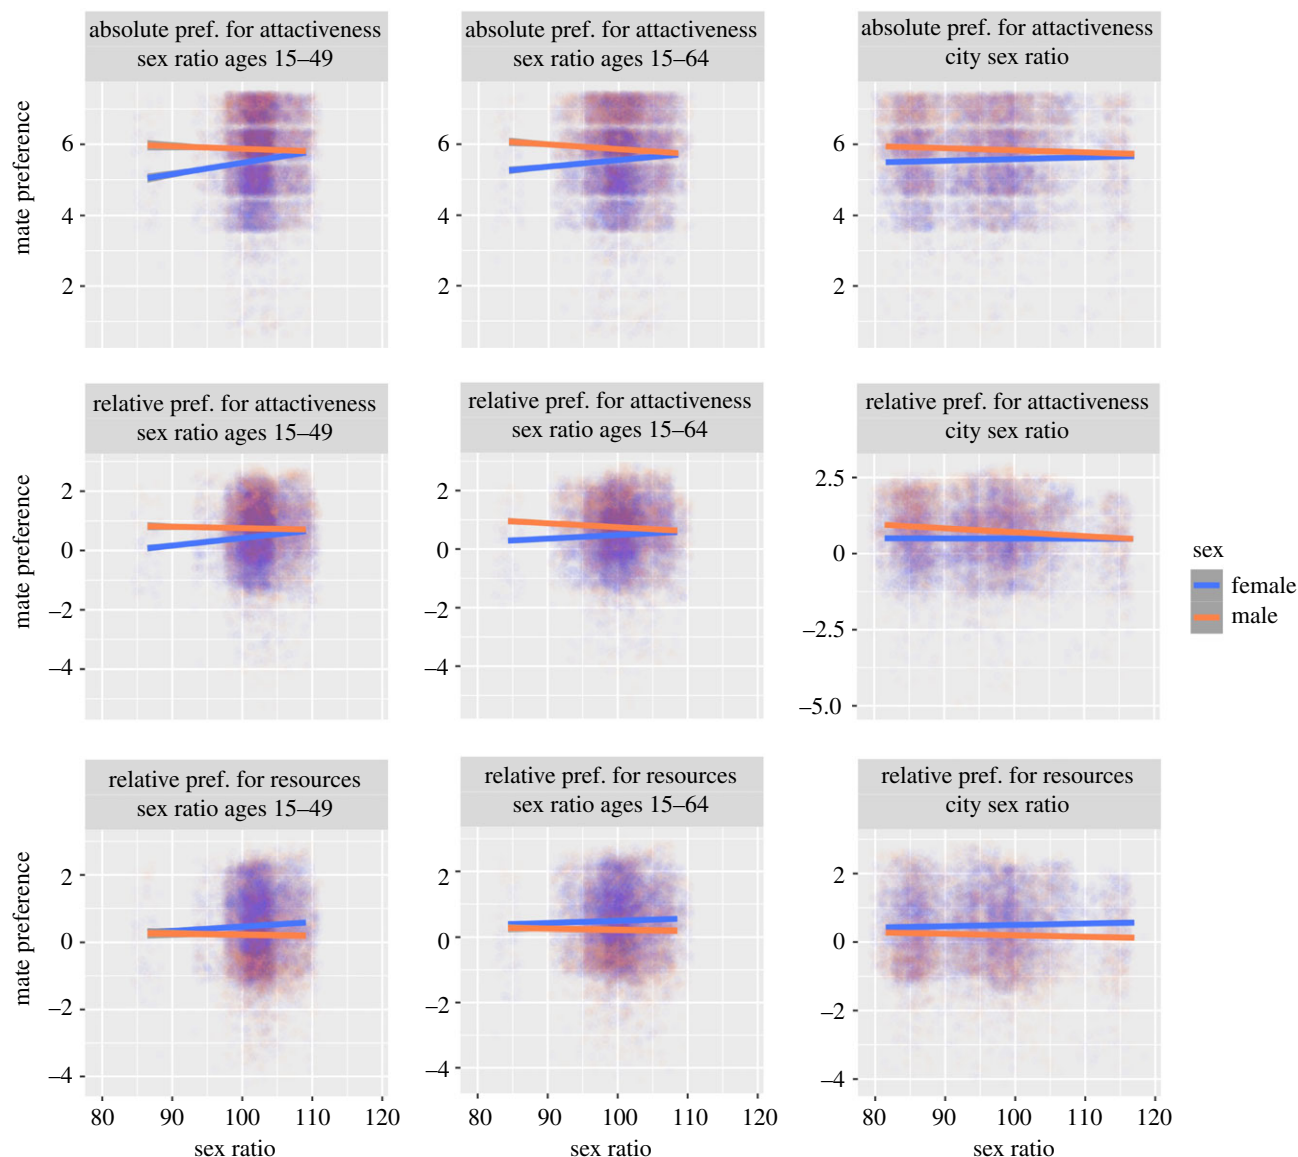 absolute pref. for attactiveness
sex ratio ages 15–49
absolute pref. for attactiveness
sex ratio ages 15–64
absolute pref. for attactiveness
city sex ratio
mate preference
6
4
2
6
4
2
6
4
2
relative pref. for attactiveness
sex ratio ages 15–49
relative pref. for attactiveness
sex ratio ages 15–64
relative pref. for attactiveness
city sex ratio
mate preference
2
0
–2
–4
2
0
–2
–4
2.5
0
–2.5
–5.0
sex
female
male
relative pref. for resources
sex ratio ages 15–49
relative pref. for resources
sex ratio ages 15–64
relative pref. for resources
city sex ratio
mate preference
2
0
–2
–4
2
0
–2
–4
2
0
–2
–4
80 90 100 110 120
80 90 100 110 120
80 90 100 110 120
sex ratio
sex ratio
sex ratio